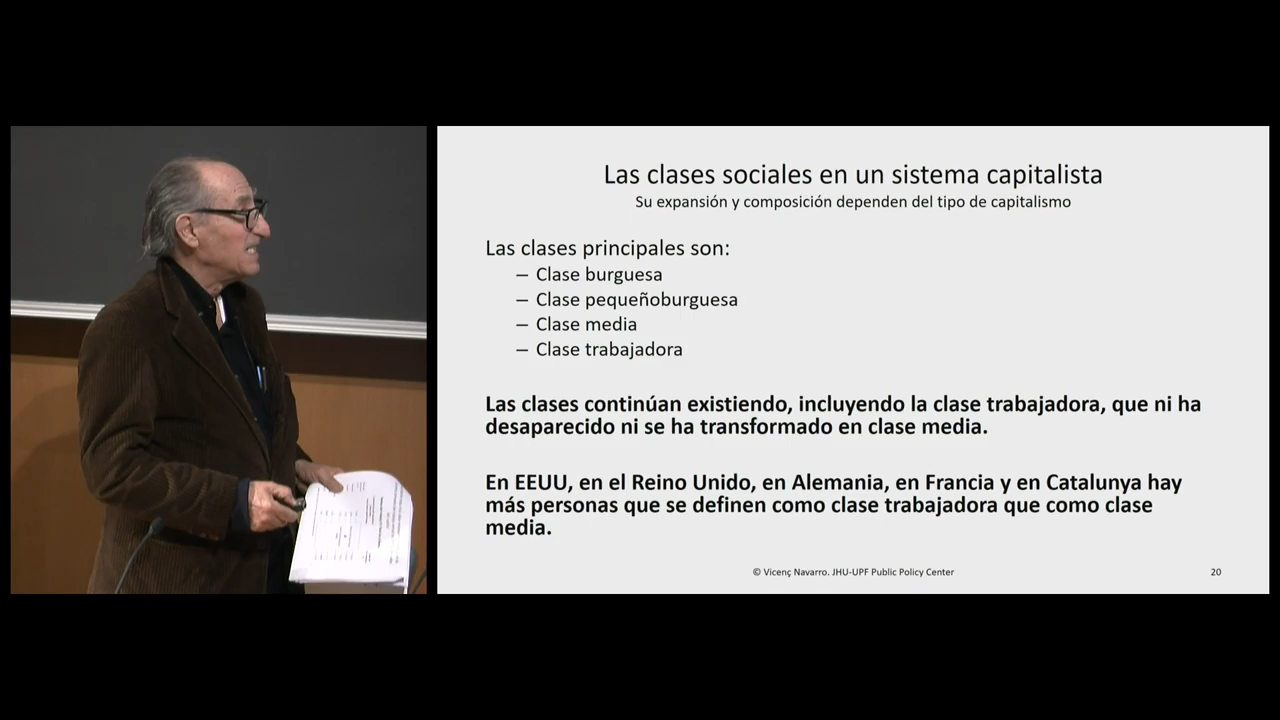 Las clases sociales en un sistema capitalista
Su expansión y composición dependen del tipo de capitalismo
Las clases principales son:
– Clase burguesa
– Clase pequeñoburguesa
– Clase media
– Clase trabajadora
Las clases continúan existiendo, incluyendo la clase trabajadora, que ni ha
desaparecido ni se ha transformado en clase media.
En EEUU, en el Reino Unido, en Alemania, en Francia y en Catalunya hay
más personas que se definen como clase trabajadora que como clase
media.
© Vicenç Navarro. JHU-UPF Public Policy Center
20